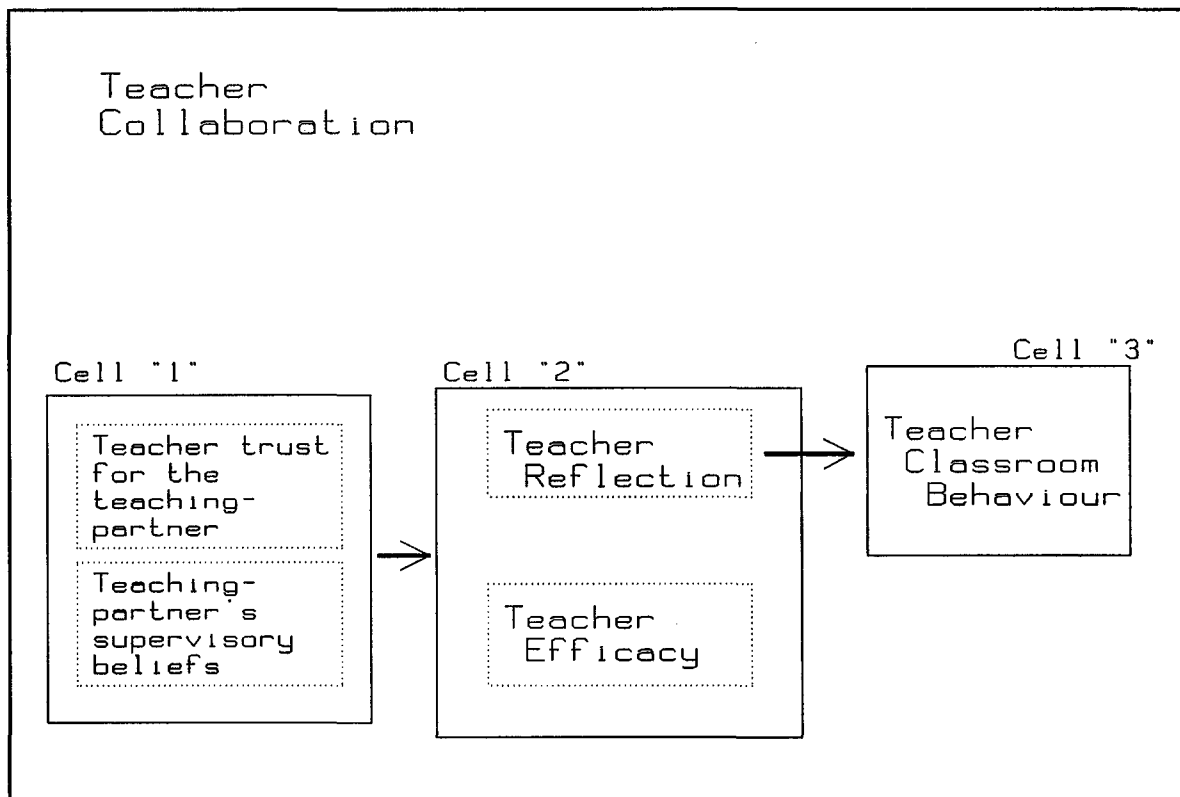 Teacher
Collaboration
Cell "1"
Teacher trust
for the
teaching-
partner
Teaching-
partner's
supervisory
beliefs
Cell "2"
Teacher
Reflection
Teacher
Efficacy
Cell "3"
Teacher
Classroom
Behaviour